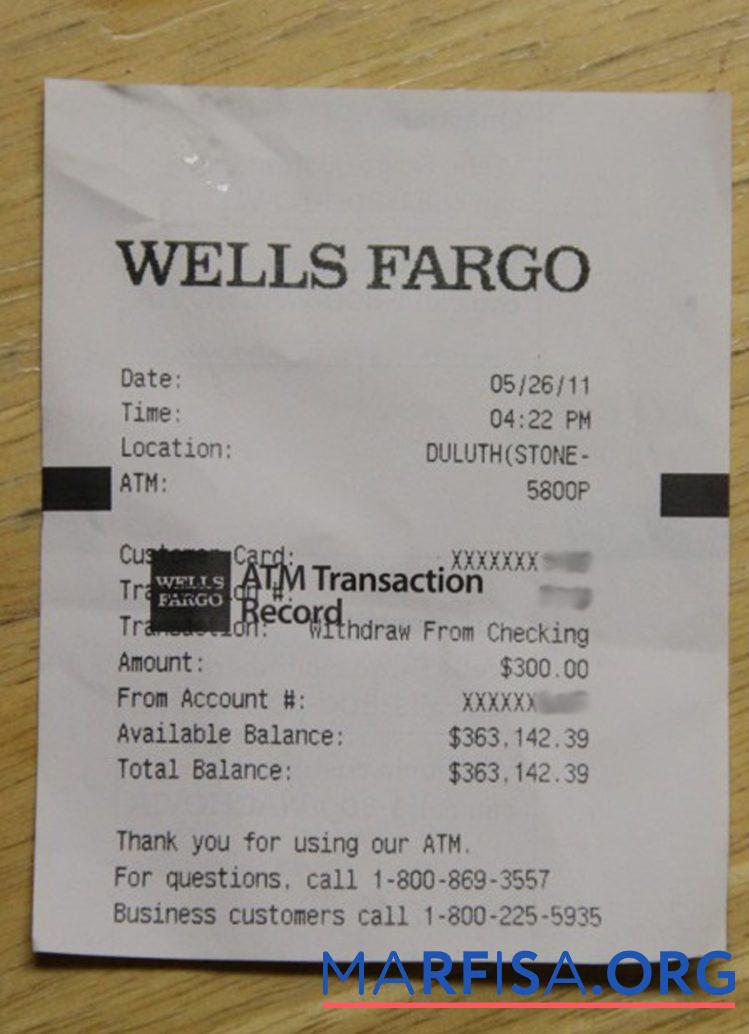 WELLS FARGO
Date: 05/26/11
Time: 04:22 PM
Location: DULUTH(STONE-
ATM: 5800P
Card: XXXXXXX
WELLS FARGO
ATM Transaction
Record
#:
Withdraw From Checking
Amount: $300.00
From Account #: XXXXXX
Available Balance: $363,142.39
Total Balance: $363,142.39
Thank you for using our ATM.
For questions, call 1-800-869-3557
Business customers call 1-800-225-5935
MARFISA.ORG